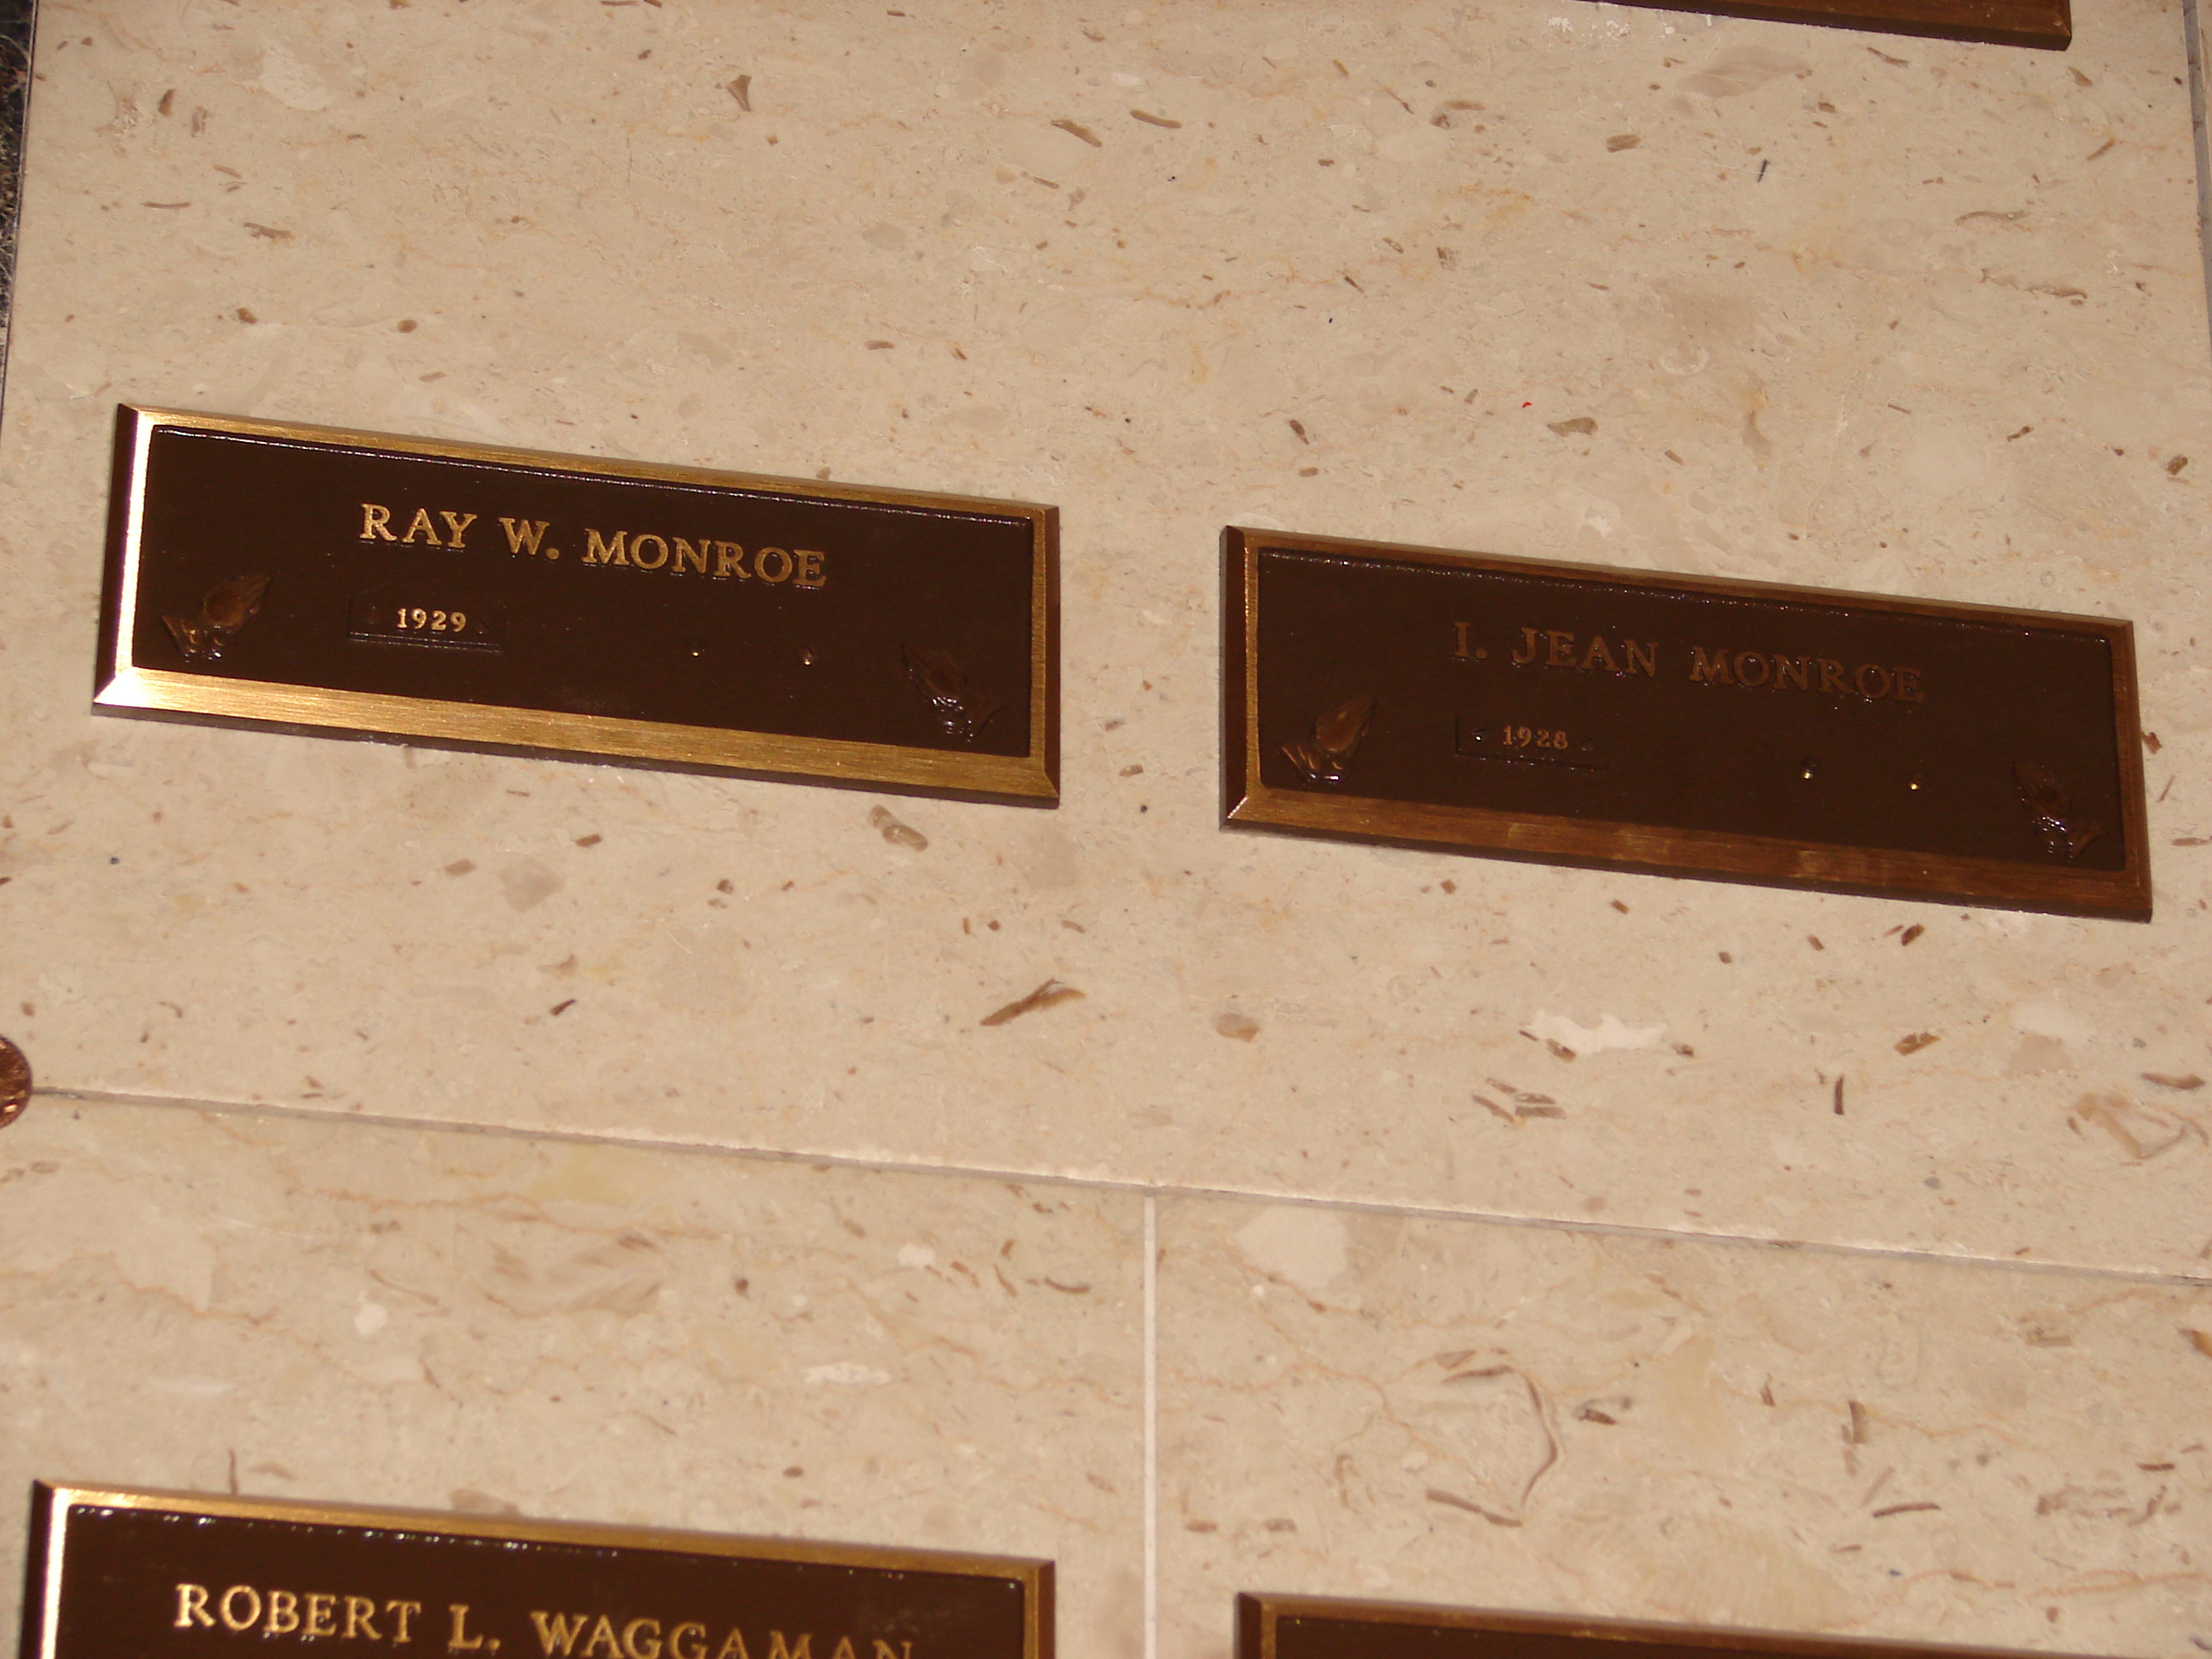 RAY W. MONROE
1929
I. JEAN MONROE
1928
ROBERT L. WAGGAMAN